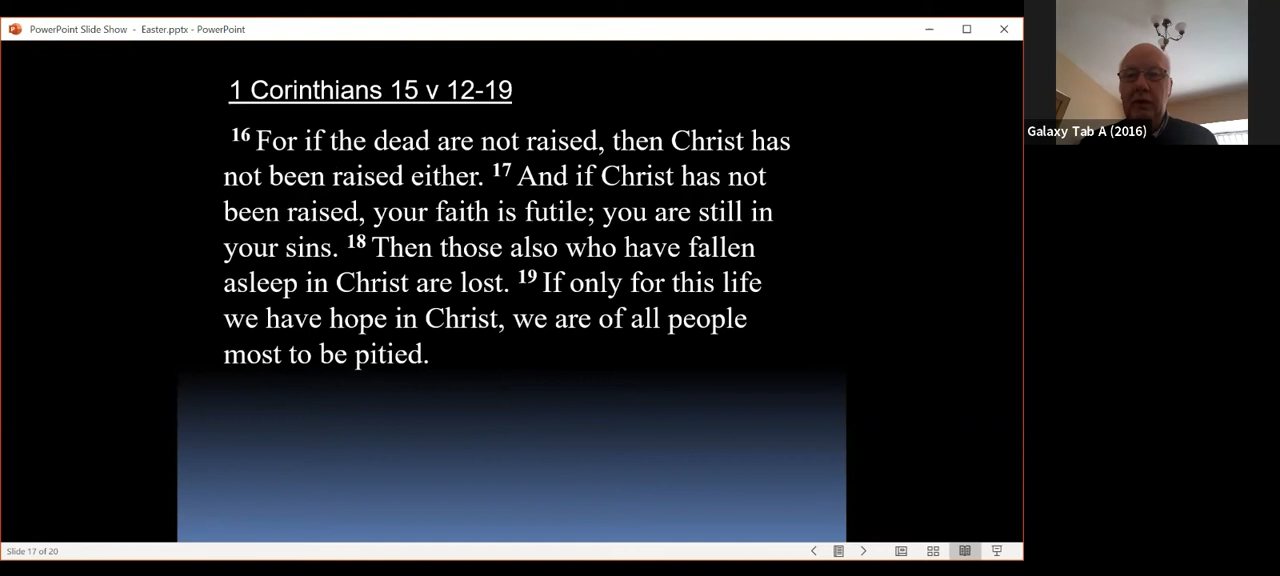 PowerPoint Slide Show - Easter.pptx - PowerPoint
1 Corinthians 15 v 12-19
16 For if the dead are not raised, then Christ has
not been raised either. 17 And if Christ has not
been raised, your faith is futile; you are still in
your sins. 18 Then those also who have fallen
asleep in Christ are lost. 19 If only for this life
we have hope in Christ, we are of all people
most to be pitied.
Galaxy Tab A (2016)
Slide 17 of 20